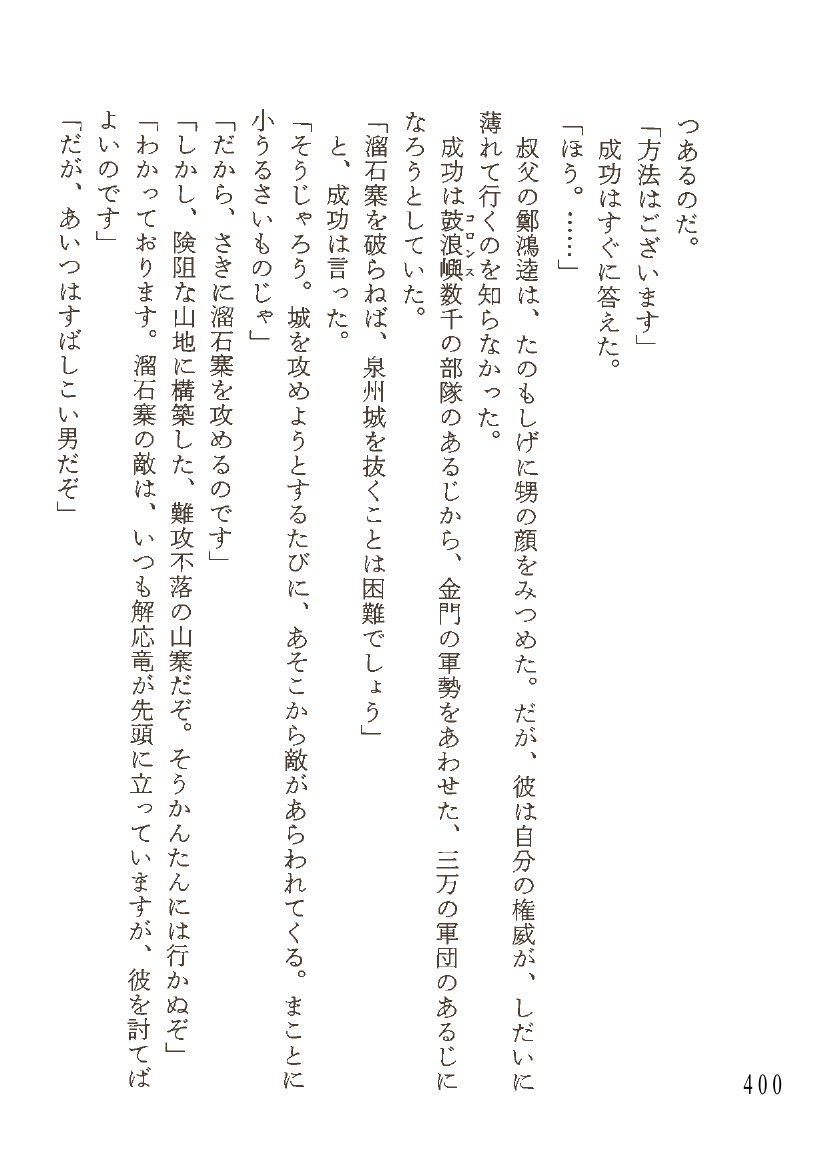 つあるのだ。
「方法はございます」
成功はすぐに答えた。
「ほう。……」
叔父の鄭鴻逵は、たのもしげに甥の顔をみつめた。だが、彼は自分の権威が、しだいに
薄れて行くのを知らなかった。
成功は鼓浪嶼数千の部隊のあるじから、金門の軍勢をあわせた、三万の軍団のあるじに
コロンス
なろうとしていた。
「溜石寨を破らねば、泉州城を抜くことは困難でしょう」
と、成功は言った。
「そうじゃろう。城を攻めようとするたびに、あそこから敵があらわれてくる。まことに
小うるさいものじゃ」
「だから、さきに溜石寨を攻めるのです」
「しかし、険阻な山地に構築した、難攻不落の山寨だぞ。そうかんたんには行かぬぞ」
「わかっております。溜石寨の敵は、いつも解応竜が先頭に立っていますが、彼を討てば
よいのです」
「だが、あいつはすばしこい男だぞ」
400